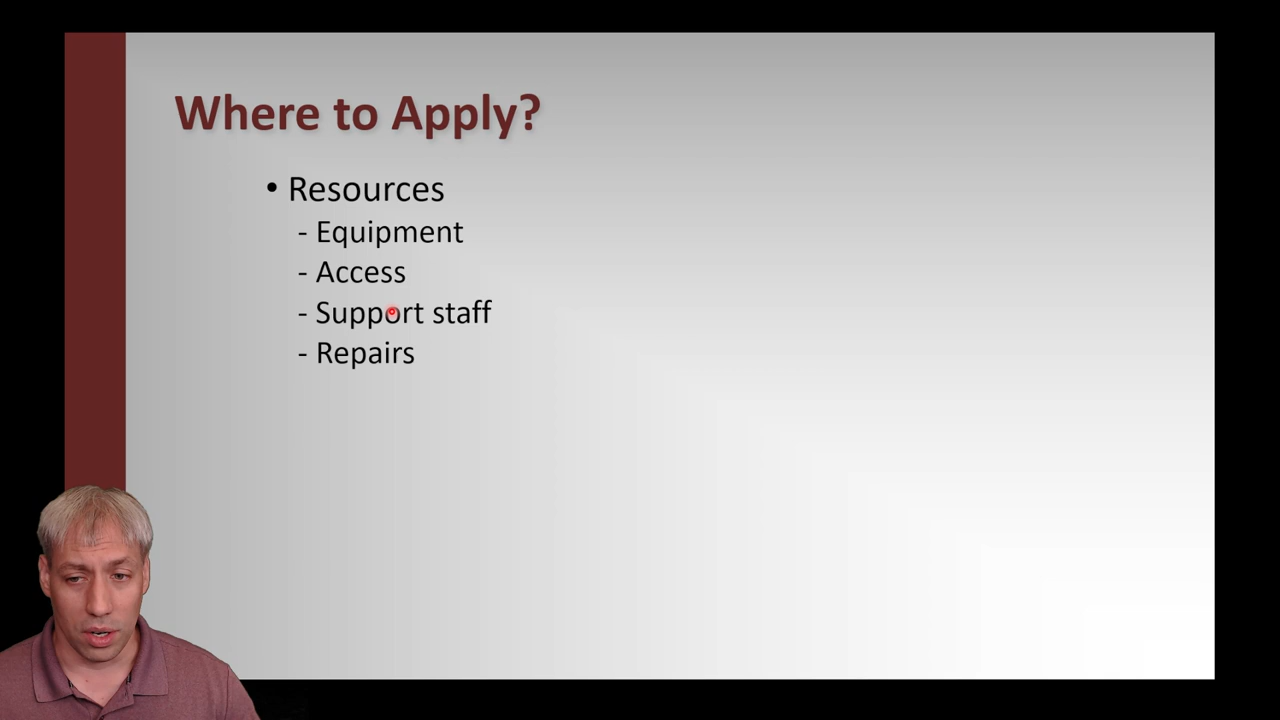 Where to Apply?
• Resources
- Equipment
- Access
- Support staff
- Repairs